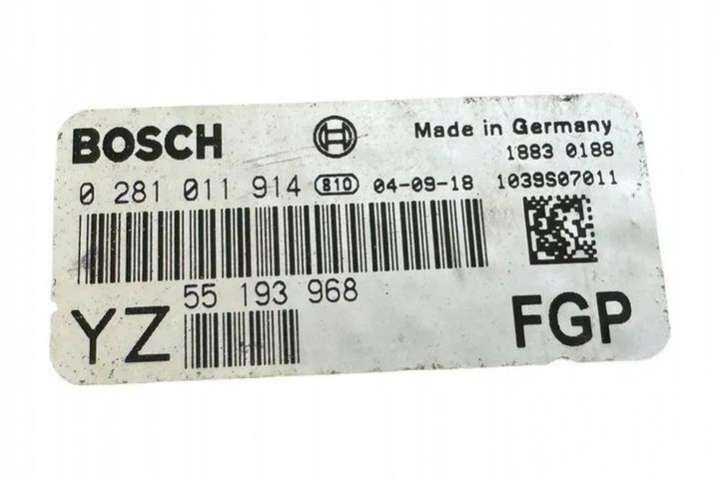 BOSCH Made in Germany
1883 0188
0 281 011 914 810 04-09-18 1039S07011
55 193 968
YZ FGP